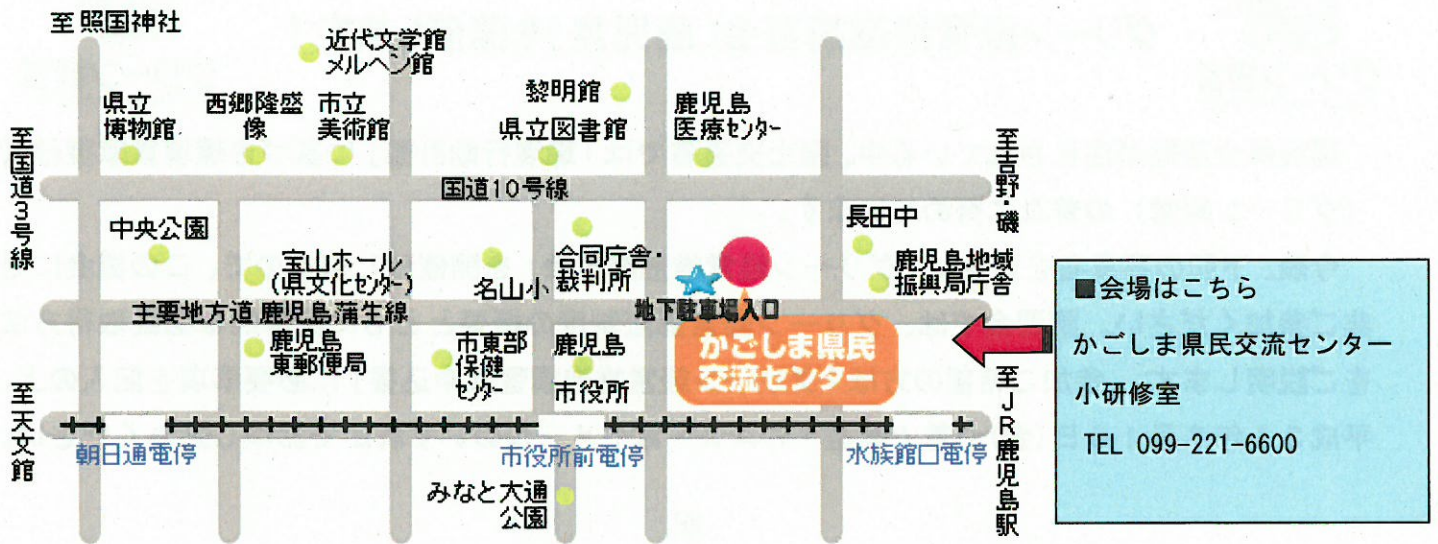 至照国神社
近代文学館
メルヘン館
黎明館
県立
博物館
西郷隆盛
像
市立
美術館
県立図書館
鹿児島
医療センター
至国道3号線
国道10号線
至吉野・磯
中央公園
宝山ホール
(県文化センター)
名山小
合同庁舎・
裁判所
長田中
鹿児島地域
振興局庁舎
地下駐車場入口
主要地方道 鹿児島蒲生線
鹿児島
東郵便局
市東部
保健
センター
鹿児島
市役所
かごしま県民
交流センター
至天文館
朝日通電停
市役所前電停
水族館口電停
至JR鹿児島駅
みなと大通
公園
■会場はこちら
かごしま県民交流センター
小研修室
TEL 099-221-6600